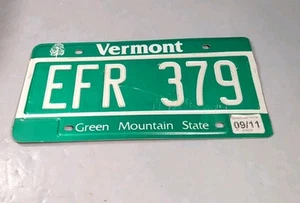 Vermont
EFR 379
Green Mountain State
09/11